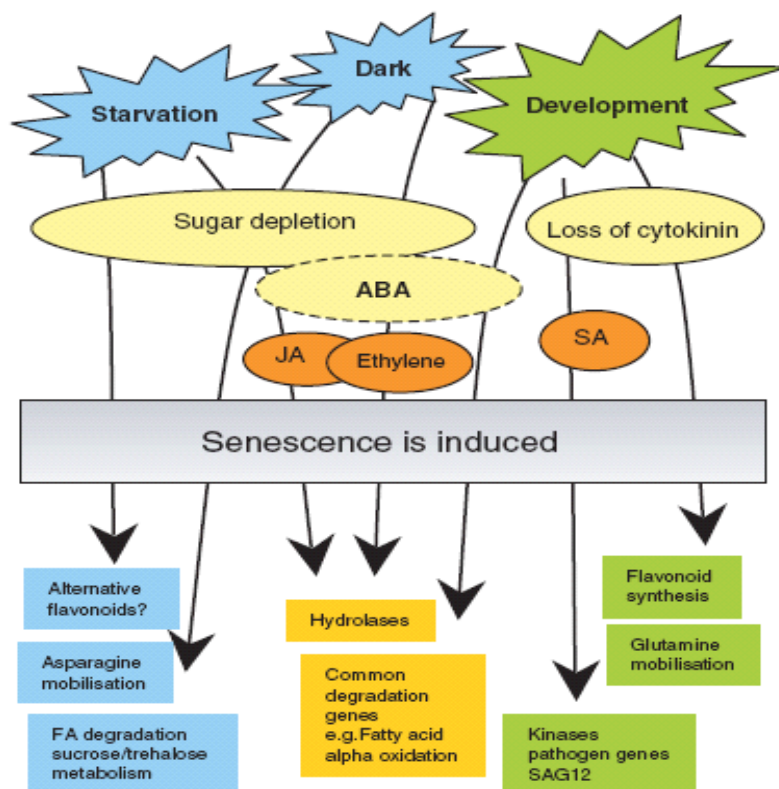 Starvation
Dark
Development
Sugar depletion
Loss of cytokinin
ABA
JA
Ethylene
SA
Senescence is induced
Alternative
flavonoids?
Asparagine
mobilisation
FA degradation
sucrose/trehalose
metabolism
Hydrolases
Common
degradation
genes
e.g.Fatty acid
alpha oxidation
Flavonoid
synthesis
Glutamine
mobilisation
Kinases
pathogen genes
SAG12